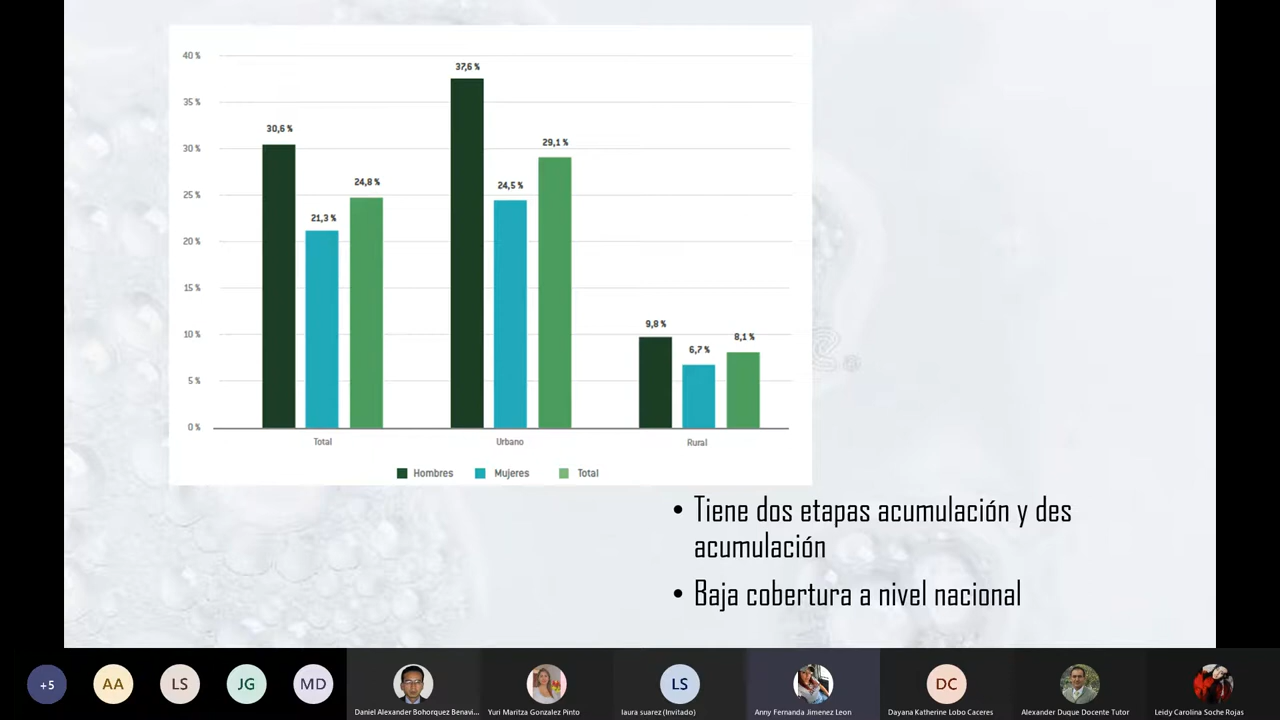 40 %
37,6 %
35 %
30,6 %
30 %
29,1 %
25 %
24,8 %
24,5 %
21,3 %
20 %
15 %
10 %
9,8 %
8,1 %
6,7 %
5 %
0 %
Total Urbano Rural
Hombres Mujeres Total
• Tiene dos etapas acumulación y des
acumulación
• Baja cobertura a nivel nacional
+5 AA LS JG MD LS DC
Daniel Alexander Bohorquez Benavi... Yuri Maritza Gonzalez Pinto laura suarez (Invitado) Anny Fernanda Jimenez Leon Dayana Katherine Lobo Caceres Alexander Duque Docente Tutor Leidy Carolina Soche Rojas